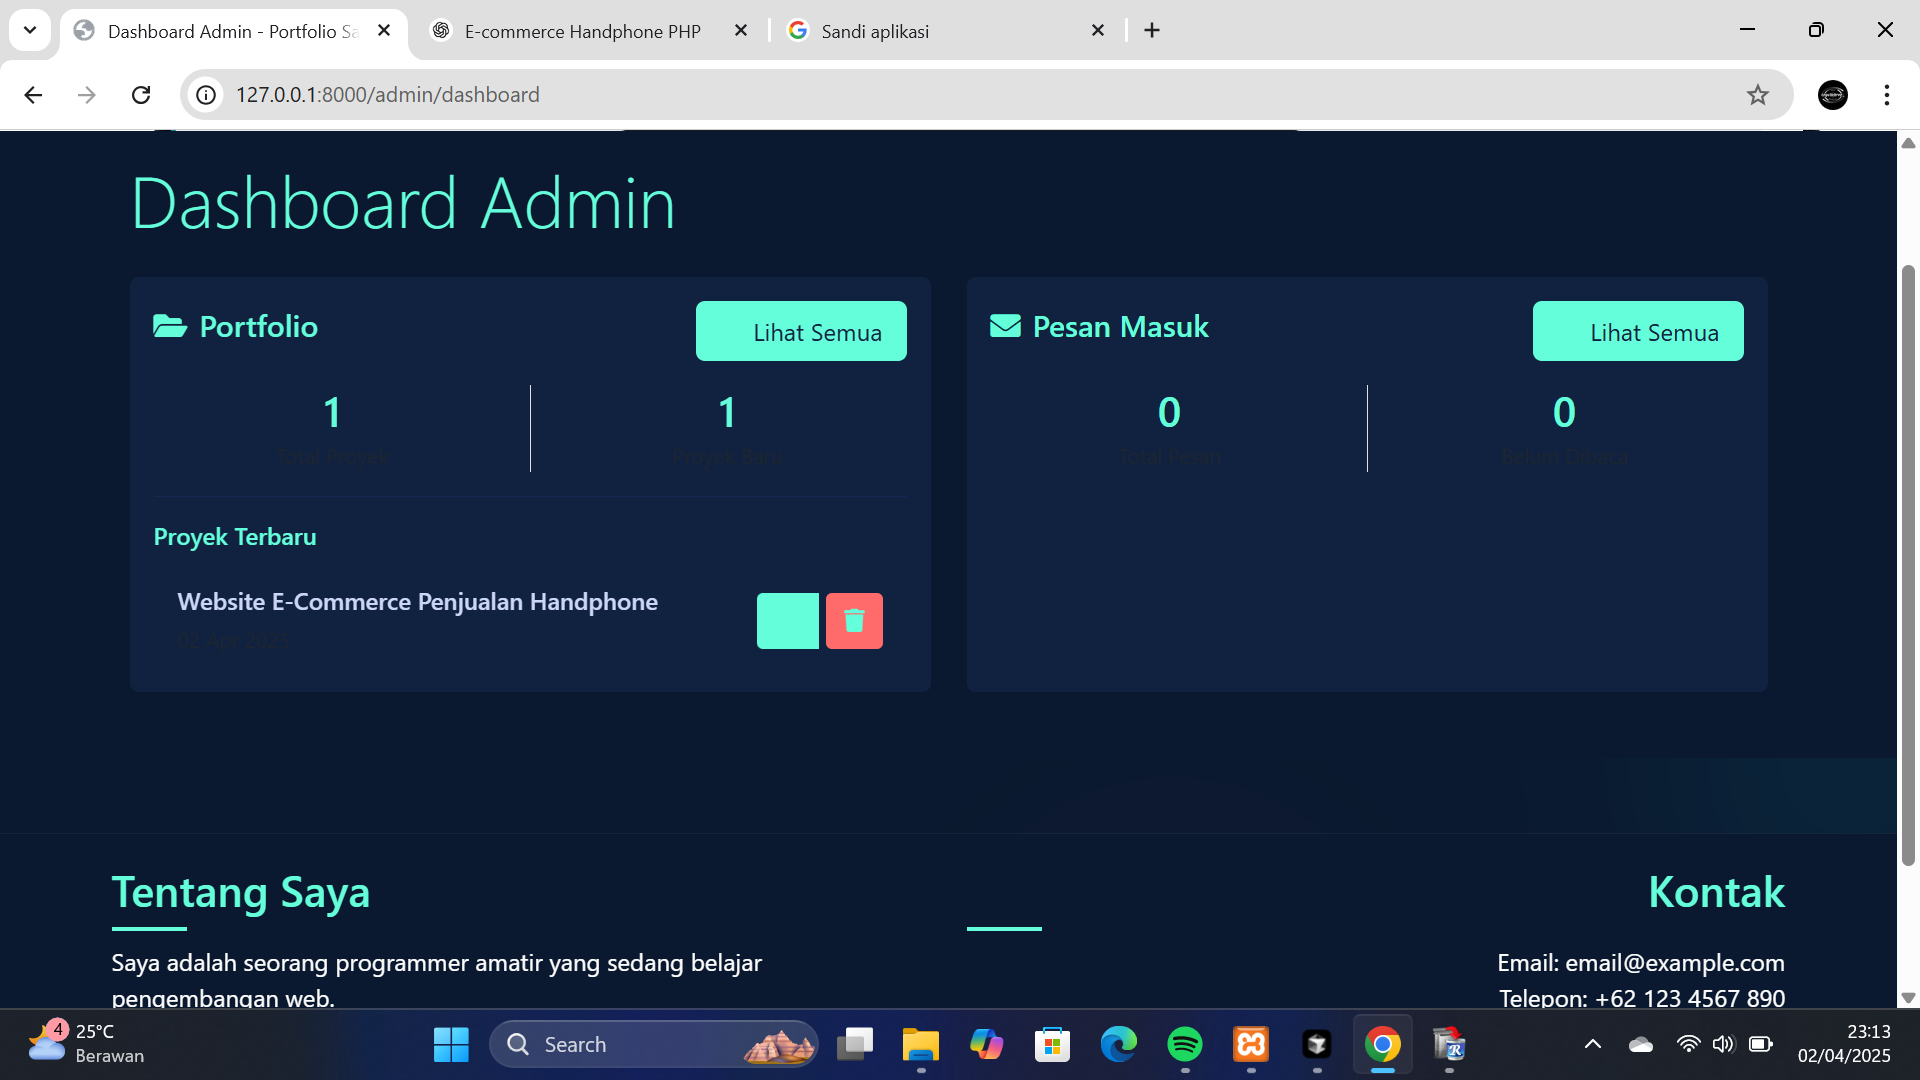 Dashboard Admin - Portfolio Sa
E-commerce Handphone PHP
Sandi aplikasi
127.0.0.1:8000/admin/dashboard
Dashboard Admin
Portfolio
Lihat Semua
Pesan Masuk
Lihat Semua
1
1
0
0
Total Proyek
Proyek Baru
Total Pesan
Belum Dibaca
Proyek Terbaru
Website E-Commerce Penjualan Handphone
02 Apr 2025
Tentang Saya
Kontak
Saya adalah seorang programmer amatir yang sedang belajar
pengembangan web.
Email: email@example.com
Telepon: +62 123 4567 890
4
25°C
Berawan
Search
23:13
02/04/2025